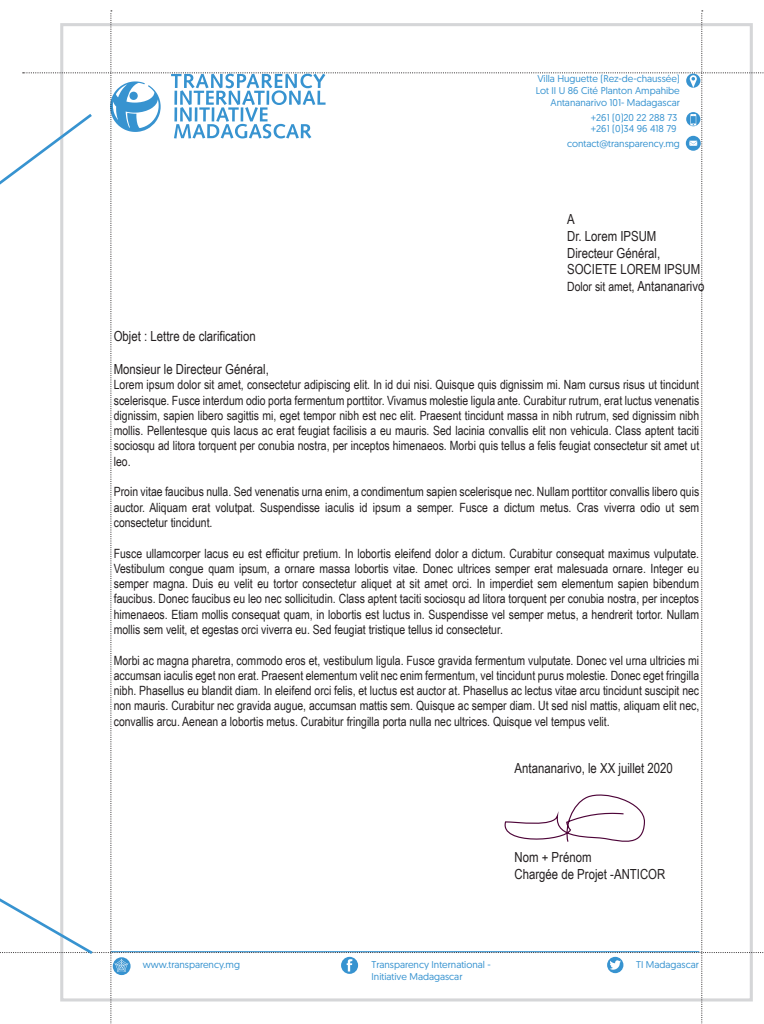 TRANSPARENCY
INTERNATIONAL
INITIATIVE
MADAGASCAR
Villa Huguette (Rez-de-chaussée)
Lot II U 86 Cité Planton Ampahibe
Antananarivo 101- Madagascar
+261 (0)20 22 288 73
+261 (0)34 96 418 79
contact@transparency.mg
A
Dr. Lorem IPSUM
Directeur Général,
SOCIETE LOREM IPSUM
Dolor sit amet, Antananarivo
Objet : Lettre de clarification
Monsieur le Directeur Général,
Lorem ipsum dolor sit amet, consectetur adipiscing elit. In id dui nisi. Quisque quis dignissim mi. Nam cursus risus ut tincidunt
scelerisque. Fusce interdum odio porta fermentum porttitor. Vivamus molestie ligula ante. Curabitur rutrum, erat luctus venenatis
dignissim, sapien libero sagittis mi, eget tempor nibh est nec elit. Praesent tincidunt massa in nibh rutrum, sed dignissim nibh
mollis. Pellentesque quis lacus ac erat feugiat facilisis a eu mauris. Sed lacinia convallis elit non vehicula. Class aptent taciti
sociosqu ad litora torquent per conubia nostra, per inceptos himenaeos. Morbi quis tellus a felis feugiat consectetur sit amet ut
leo.
Proin vitae faucibus nulla. Sed venenatis urna enim, a condimentum sapien scelerisque nec. Nullam porttitor convallis libero quis
auctor. Aliquam erat volutpat. Suspendisse iaculis id ipsum a semper. Fusce a dictum metus. Cras viverra odio ut sem
consectetur tincidunt.
Fusce ullamcorper lacus eu est efficitur pretium. In lobortis eleifend dolor a dictum. Curabitur consequat maximus vulputate.
Vestibulum congue quam ipsum, a ornare massa lobortis vitae. Donec ultrices semper erat malesuada ornare. Integer eu
semper magna. Duis eu velit eu tortor consectetur aliquet at sit amet orci. In imperdiet sem elementum sapien bibendum
faucibus. Donec faucibus eu leo nec sollicitudin. Class aptent taciti sociosqu ad litora torquent per conubia nostra, per inceptos
himenaeos. Etiam mollis consequat quam, in lobortis est luctus in. Suspendisse vel semper metus, a hendrerit tortor. Nullam
mollis sem velit, et egestas orci viverra eu. Sed feugiat tristique tellus id consectetur.
Morbi ac magna pharetra, commodo eros et, vestibulum ligula. Fusce gravida fermentum vulputate. Donec vel urna ultricies mi
accumsan iaculis eget non erat. Praesent elementum velit nec enim fermentum, vel tincidunt purus molestie. Donec eget fringilla
nibh. Phasellus eu blandit diam. In eleifend orci felis, et luctus est auctor at. Phasellus ac lectus vitae arcu tincidunt suscipit nec
non mauris. Curabitur nec gravida augue, accumsan mattis sem. Quisque ac semper diam. Ut sed nisl mattis, aliquam elit nec,
convallis arcu. Aenean a lobortis metus. Curabitur fringilla porta nulla nec ultrices. Quisque vel tempus velit.
Antananarivo, le XX juillet 2020
Nom + Prénom
Chargée de Projet -ANTICOR
www.transparency.mg
Transparency International -
Initiative Madagascar
TI Madagascar